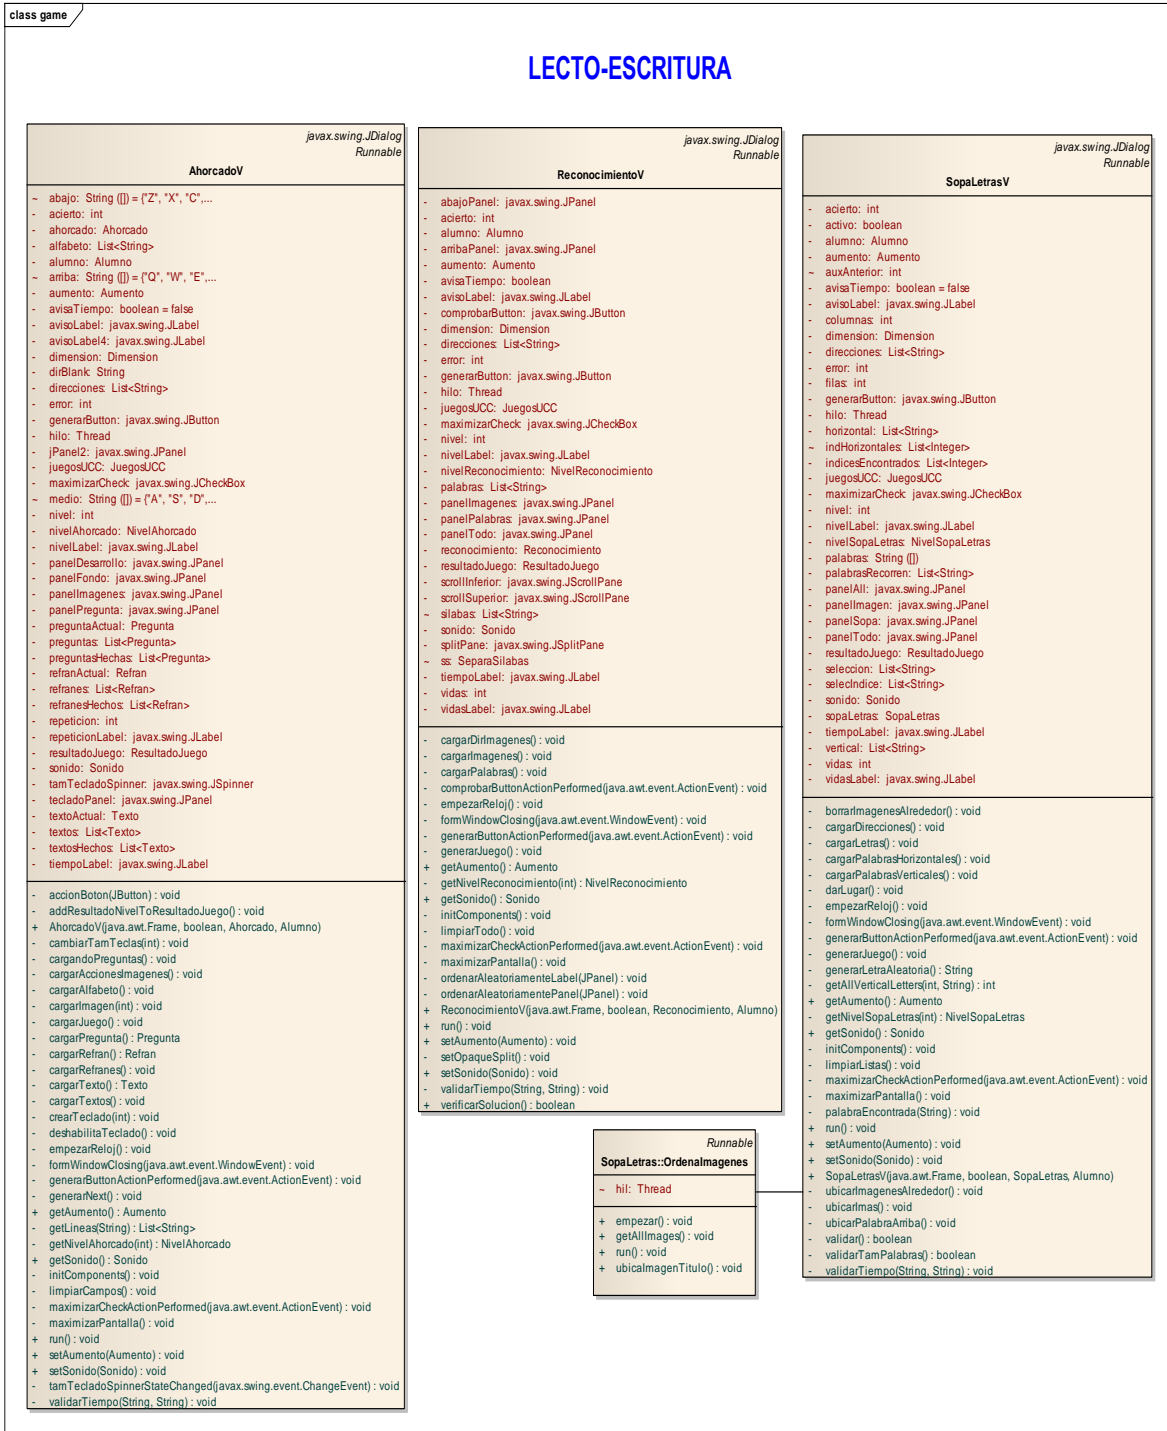 class game
LECTO-ESCRITURA
javax.swing.JDialog
Runnable
AhorcadoV
~ abajo: String ([]) = {"Z", "X", "C",...
- acierto: int
- ahorcado: Ahorcado
- alfabeto: List<String>
- alumno: Alumno
~ arriba: String ([]) = {"Q", "W", "E",...
- aumento: Aumento
- avisaTiempo: boolean = false
- avisoLabel: javax.swing.JLabel
- avisoLabel4: javax.swing.JLabel
- dimension: Dimension
- dirBlank: String
- direcciones: List<String>
- error: int
- generarButton: javax.swing.JButton
- hilo: Thread
- jPanel2: javax.swing.JPanel
- juegosUCC: JuegosUCC
- maximizarCheck: javax.swing.JCheckBox
~ medio: String ([]) = {"A", "S", "D",...
- nivel: int
- nivelAhorcado: NivelAhorcado
- nivelLabel: javax.swing.JLabel
- panelDesarrollo: javax.swing.JPanel
- panelFondo: javax.swing.JPanel
- panelImagenes: javax.swing.JPanel
- panelPregunta: javax.swing.JPanel
- preguntaActual: Pregunta
- preguntas: List<Pregunta>
- preguntasHechas: List<Pregunta>
- refranActual: Refran
- refranes: List<Refran>
- refranesHechos: List<Refran>
- repeticion: int
- repeticionLabel: javax.swing.JLabel
- resultadoJuego: ResultadoJuego
- sonido: Sonido
- tamTecladoSpinner: javax.swing.JSpinner
- tecladoPanel: javax.swing.JPanel
- textoActual: Texto
- textos: List<Texto>
- textosHechos: List<Texto>
- tiempoLabel: javax.swing.JLabel
- accionBoton(JButton) : void
- addResultadoNivelToResultadoJuego() : void
+ AhorcadoV(java.awt.Frame, boolean, Ahorcado, Alumno)
- cambiarTamTeclas(int) : void
- cargandoPreguntas() : void
- cargarAccionesImagenes() : void
- cargarAlfabeto() : void
- cargarImagen(int) : void
- cargarJuego() : void
- cargarPregunta() : Pregunta
- cargarRefran() : Refran
- cargarRefranes() : void
- cargarTexto() : Texto
- cargarTextos() : void
- crearTeclado(int) : void
- deshabilitaTeclado() : void
- empezarReloj() : void
- formWindowClosing(java.awt.event.WindowEvent) : void
- generarButtonActionPerformed(java.awt.event.ActionEvent) : void
- generarNext() : void
+ getAumento() : Aumento
- getLineas(String) : List<String>
- getNivelAhorcado(int) : NivelAhorcado
+ getSonido() : Sonido
- initComponents() : void
- limpiarCampos() : void
- maximizarCheckActionPerformed(java.awt.event.ActionEvent) : void
- maximizarPantalla() : void
+ run() : void
+ setAumento(Aumento) : void
+ setSonido(Sonido) : void
- tamTecladoSpinnerStateChanged(javax.swing.event.ChangeEvent) : void
- validarTiempo(String, String) : void
javax.swing.JDialog
Runnable
ReconocimientoV
- abajoPanel: javax.swing.JPanel
- acierto: int
- alumno: Alumno
- arribaPanel: javax.swing.JPanel
- aumento: Aumento
- avisaTiempo: boolean
- avisoLabel: javax.swing.JLabel
- comprobarButton: javax.swing.JButton
- dimension: Dimension
- direcciones: List<String>
- error: int
- generarButton: javax.swing.JButton
- hilo: Thread
- juegosUCC: JuegosUCC
- maximizarCheck: javax.swing.JCheckBox
- nivel: int
- nivelLabel: javax.swing.JLabel
- nivelReconocimiento: NivelReconocimiento
- palabras: List<String>
- panelImagenes: javax.swing.JPanel
- panelPalabras: javax.swing.JPanel
- panelTodo: javax.swing.JPanel
- reconocimiento: Reconocimiento
- resultadoJuego: ResultadoJuego
- scrollInferior: javax.swing.JScrollPane
- scrollSuperior: javax.swing.JScrollPane
~ silabas: List<String>
- sonido: Sonido
- splitPane: javax.swing.JSplitPane
~ ss: SeparaSilabas
- tiempoLabel: javax.swing.JLabel
- vidas: int
- vidasLabel: javax.swing.JLabel
- cargarDirImagenes() : void
- cargarImagenes() : void
- cargarPalabras() : void
- comprobarButtonActionPerformed(java.awt.event.ActionEvent) : void
- empezarReloj() : void
- formWindowClosing(java.awt.event.WindowEvent) : void
- generarButtonActionPerformed(java.awt.event.ActionEvent) : void
- generarJuego() : void
+ getAumento() : Aumento
- getNivelReconocimiento(int) : NivelReconocimiento
+ getSonido() : Sonido
- initComponents() : void
- limpiarTodo() : void
- maximizarCheckActionPerformed(java.awt.event.ActionEvent) : void
- maximizarPantalla() : void
- ordenarAleatoriamenteLabel(JPanel) : void
- ordenarAleatoriamentePanel(JPanel) : void
+ ReconocimientoV(java.awt.Frame, boolean, Reconocimiento, Alumno)
+ run() : void
+ setAumento(Aumento) : void
- setOpaqueSplit() : void
+ setSonido(Sonido) : void
- validarTiempo(String, String) : void
+ verificarSolucion() : boolean
javax.swing.JDialog
Runnable
SopaLetrasV
- acierto: int
- activo: boolean
- alumno: Alumno
- aumento: Aumento
~ auxAnterior: int
- avisaTiempo: boolean = false
- avisoLabel: javax.swing.JLabel
- columnas: int
- dimension: Dimension
- direcciones: List<String>
- error: int
- filas: int
- generarButton: javax.swing.JButton
- hilo: Thread
- horizontal: List<String>
~ indHorizontales: List<Integer>
- indicesEncontrados: List<Integer>
- juegosUCC: JuegosUCC
- maximizarCheck: javax.swing.JCheckBox
- nivel: int
- nivelLabel: javax.swing.JLabel
- nivelSopaLetras: NivelSopaLetras
- palabras: String ([])
- palabrasRecorren: List<String>
- panelAll: javax.swing.JPanel
- panelImagen: javax.swing.JPanel
- panelSopa: javax.swing.JPanel
- panelTodo: javax.swing.JPanel
- resultadoJuego: ResultadoJuego
- seleccion: List<String>
- selecIndice: List<String>
- sonido: Sonido
- sopaLetras: SopaLetras
- tiempoLabel: javax.swing.JLabel
- vertical: List<String>
- vidas: int
- vidasLabel: javax.swing.JLabel
- borrarImagenesAlrededor() : void
- cargarDirecciones() : void
- cargarLetras() : void
- cargarPalabrasHorizontales() : void
- cargarPalabrasVerticales() : void
- darLugar() : void
- empezarReloj() : void
- formWindowClosing(java.awt.event.WindowEvent) : void
- generarButtonActionPerformed(java.awt.event.ActionEvent) : void
- generarJuego() : void
- generarLetraAleatoria() : String
- getAllVerticalLetters(int, String) : int
+ getAumento() : Aumento
- getNivelSopaLetras(int) : NivelSopaLetras
+ getSonido() : Sonido
- initComponents() : void
- limpiarListas() : void
- maximizarCheckActionPerformed(java.awt.event.ActionEvent) : void
- maximizarPantalla() : void
- palabraEncontrada(String) : void
+ run() : void
+ setAumento(Aumento) : void
+ setSonido(Sonido) : void
+ SopaLetrasV(java.awt.Frame, boolean, SopaLetras, Alumno)
- ubicarImagenesAlrededor() : void
- ubicarImas() : void
- ubicarPalabraArriba() : void
- validar() : boolean
- validarTamPalabras() : boolean
- validarTiempo(String, String) : void
Runnable
SopaLetras::OrdenaImagenes
~ hil: Thread
+ empezar() : void
+ getAllImages() : void
+ run() : void
+ ubicaImagenTitulo() : void